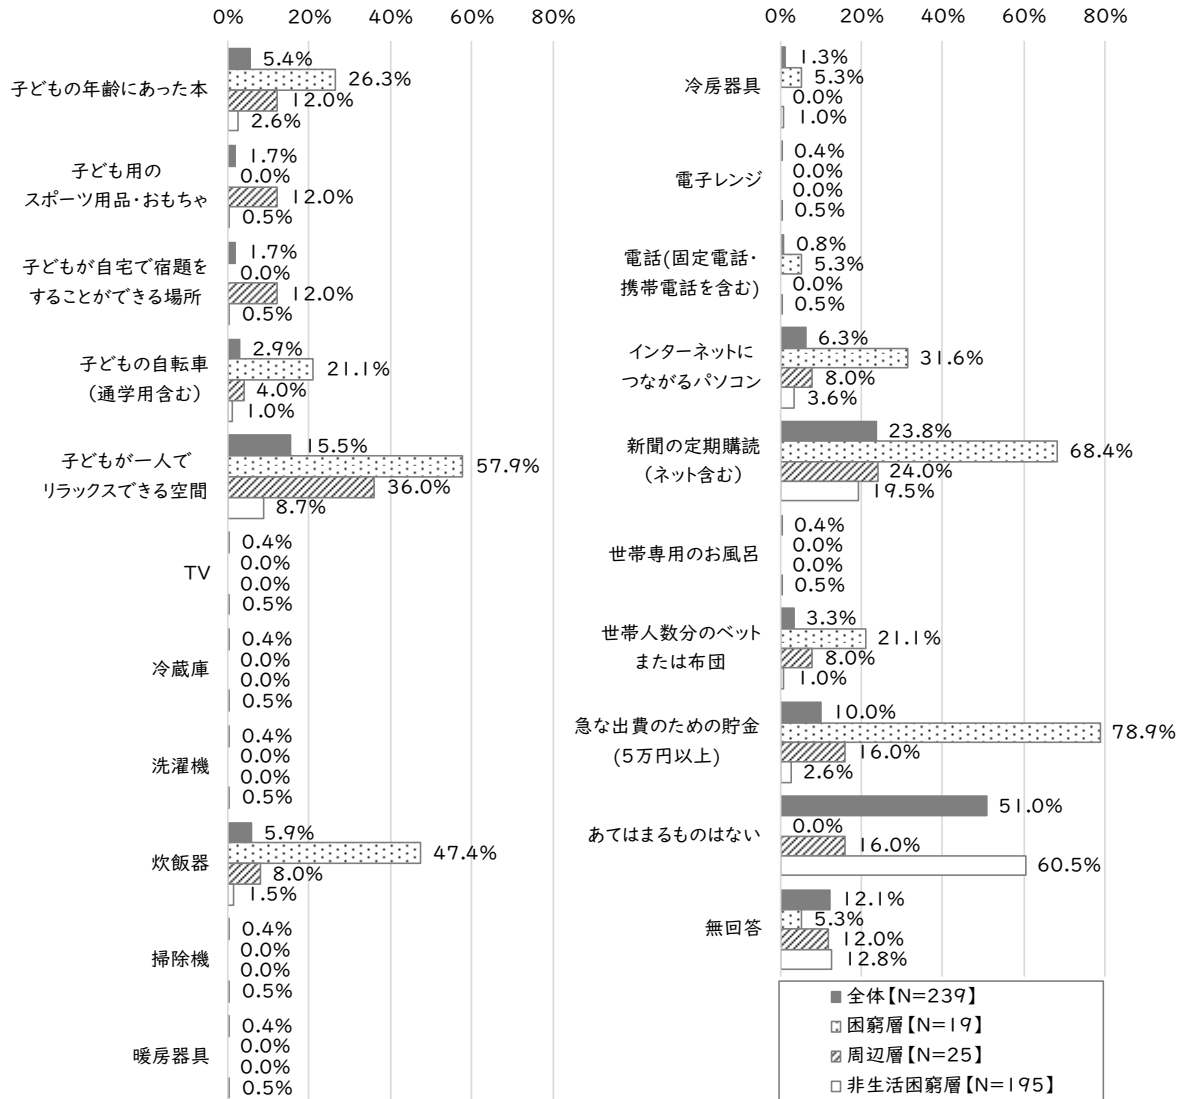 0% 20% 40% 60% 80%
子どもの年齢にあった本
5.4%
26.3%
12.0%
2.6%
子ども用の
スポーツ用品・おもちゃ
1.7%
0.0%
12.0%
0.5%
子どもが自宅で宿題を
することができる場所
1.7%
0.0%
12.0%
0.5%
子どもの自転車
(通学用含む)
2.9%
21.1%
4.0%
1.0%
子どもが一人で
リラックスできる空間
15.5%
57.9%
36.0%
8.7%
TV
0.4%
0.0%
0.0%
0.5%
冷蔵庫
0.4%
0.0%
0.0%
0.5%
洗濯機
0.4%
0.0%
0.0%
0.5%
炊飯器
5.9%
47.4%
8.0%
1.5%
掃除機
0.4%
0.0%
0.0%
0.5%
暖房器具
0.4%
0.0%
0.0%
0.5%
0% 20% 40% 60% 80%
冷房器具
1.3%
5.3%
0.0%
1.0%
電子レンジ
0.4%
0.0%
0.0%
0.5%
電話(固定電話・
携帯電話を含む)
0.8%
5.3%
0.0%
0.5%
インターネットに
つながるパソコン
6.3%
31.6%
8.0%
3.6%
新聞の定期購読
(ネット含む)
23.8%
68.4%
24.0%
19.5%
世帯専用のお風呂
0.4%
0.0%
0.0%
0.5%
世帯人数分のベット
または布団
3.3%
21.1%
8.0%
1.0%
急な出費のための貯金
(5万円以上)
10.0%
78.9%
16.0%
2.6%
あてはまるものはない
51.0%
0.0%
16.0%
60.5%
無回答
12.1%
5.3%
12.0%
12.8%
全体【N=239】
困窮層【N=19】
周辺層【N=25】
非生活困窮層【N=195】